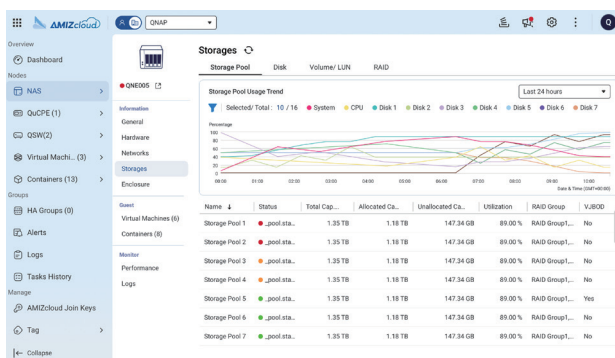 AMIZcloud
QNAP
Q
Overview
Dashboard
Nodes
NAS
QuCPE (1)
QSW(2)
Virtual Machi... (3)
Containers (13)
Groups
HA Groups (0)
Alerts
Logs
Tasks History
Manage
AMIZcloud Join Keys
Tag
Collapse
QNE005
Information
General
Hardware
Networks
Storages
Enclosure
Guest
Virtual Machines (6)
Containers (8)
Monitor
Performance
Logs
Storages
Storage Pool Disk Volume/ LUN RAID
Storage Pool Usage Trend Last 24 hours
Selected/ Total : 10 / 16 System CPU Disk 1 Disk 2 Disk 3 Disk 4 Disk 5 Disk 6 Disk 7
Percentage
100
80
60
40
20
0
00:00 01:00 02:00 03:00 04:00 05:00 06:00 07:00 08:00 09:00 10:00
Date & Time (GMT+00:00)
Name Status Total Cap... Allocated Ca... Unallocated Ca... Utilization RAID Group VJBOD
Storage Pool 1 _pool.sta... 1.35 TB 1.18 TB 147.34 GB 89.00 % RAID Group1,... No
Storage Pool 2 _pool.sta... 1.35 TB 1.18 TB 147.34 GB 89.00 % RAID Group1,... No
Storage Pool 3 _pool.sta... 1.35 TB 1.18 TB 147.34 GB 89.00 % RAID Group1,... No
Storage Pool 4 _pool.sta... 1.35 TB 1.18 TB 147.34 GB 89.00 % RAID Group1,... No
Storage Pool 5 _pool.sta... 1.35 TB 1.18 TB 147.34 GB 89.00 % RAID Group1,... Yes
Storage Pool 6 _pool.sta... 1.35 TB 1.18 TB 147.34 GB 89.00 % RAID Group1,... No
Storage Pool 7 _pool.sta... 1.35 TB 1.18 TB 147.34 GB 89.00 % RAID Group1,... No